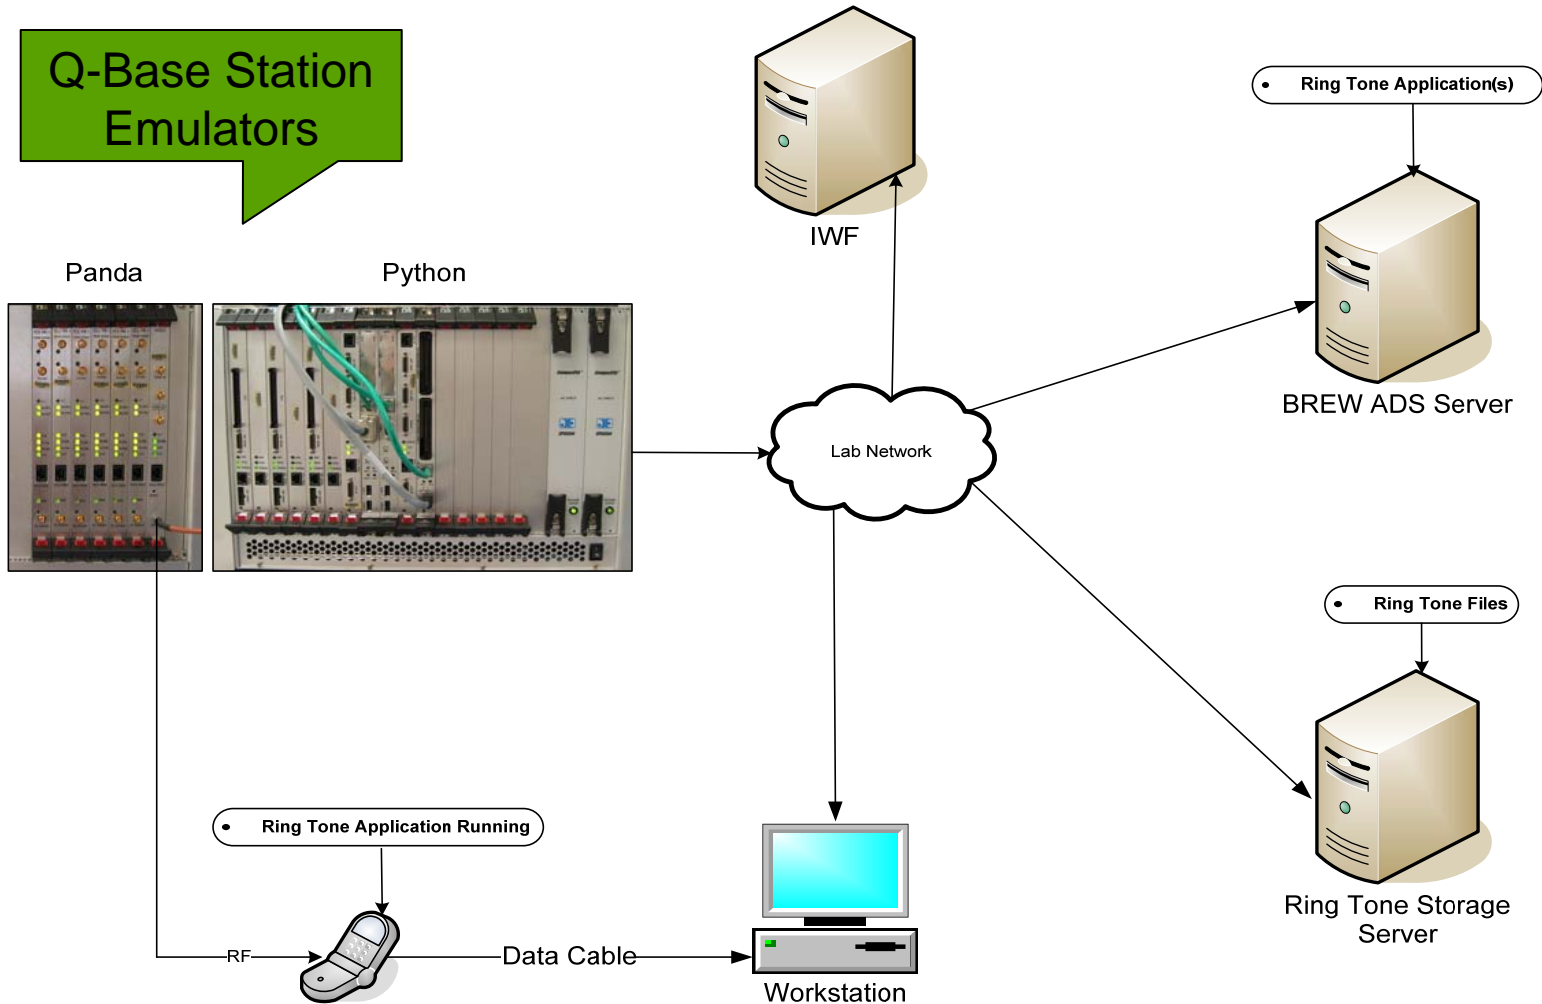 Q-Base Station
Emulators
Panda
Python
IWF
Ring Tone Application(s)
BREW ADS Server
Lab Network
Ring Tone Files
Ring Tone Storage
Server
Ring Tone Application Running
RF
Data Cable
Workstation